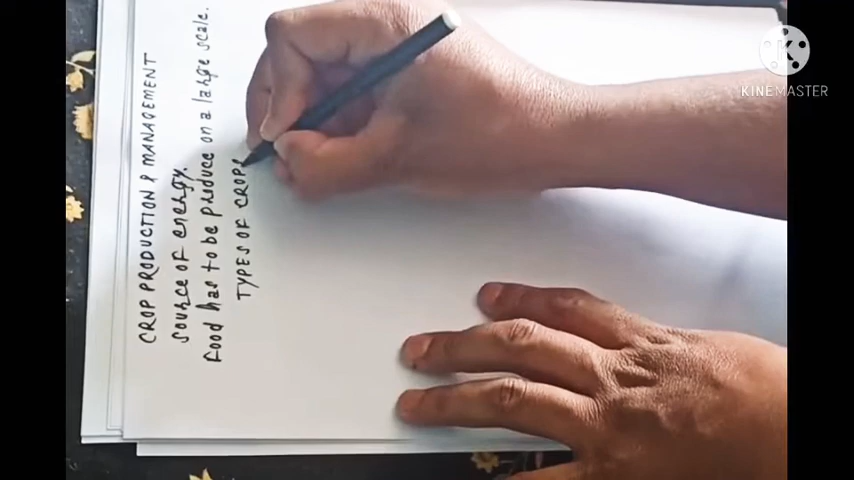 CROP PRODUCTION & MANAGEMENT
source of energy.
food has to be produce on a large scale.
TYPES OF CROPS
KINEMASTER